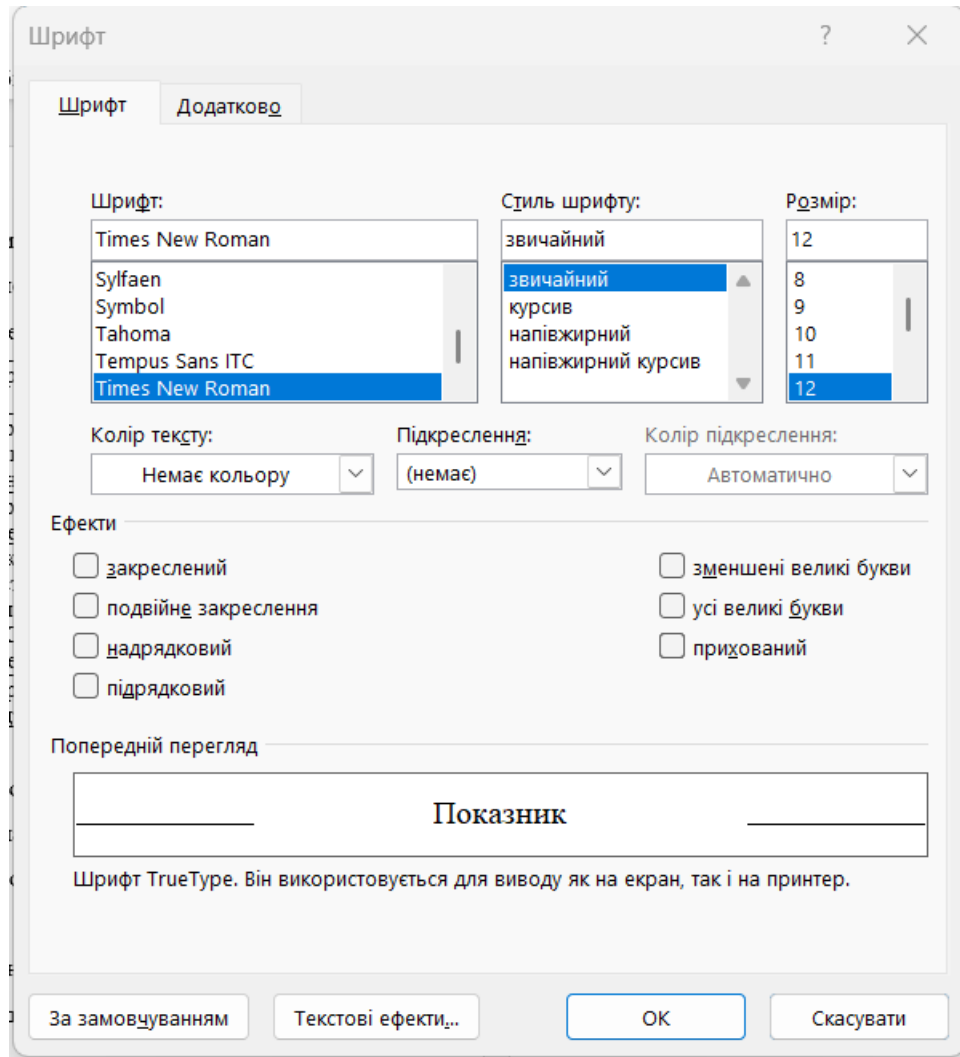 Шрифт
Шрифт Додатково
Шрифт: Стиль шрифту: Розмір:
Times New Roman звичайний 12
Sylfaen звичайний 8
Symbol курсив 9
Tahoma напівжирний 10
Tempus Sans ITC напівжирний курсив 11
Times New Roman 12
Колір тексту: Підкреслення: Колір підкреслення:
Немає кольору (немає) Автоматично
Ефекти
закреслений зменшені великі букви
подвійне закреслення усі великі букви
надрядковий прихований
підрядковий
Попередній перегляд
Показник
Шрифт TrueType. Він використовується для виводу як на екран, так і на принтер.
За замовчуванням Текстові ефекти... ОК Скасувати